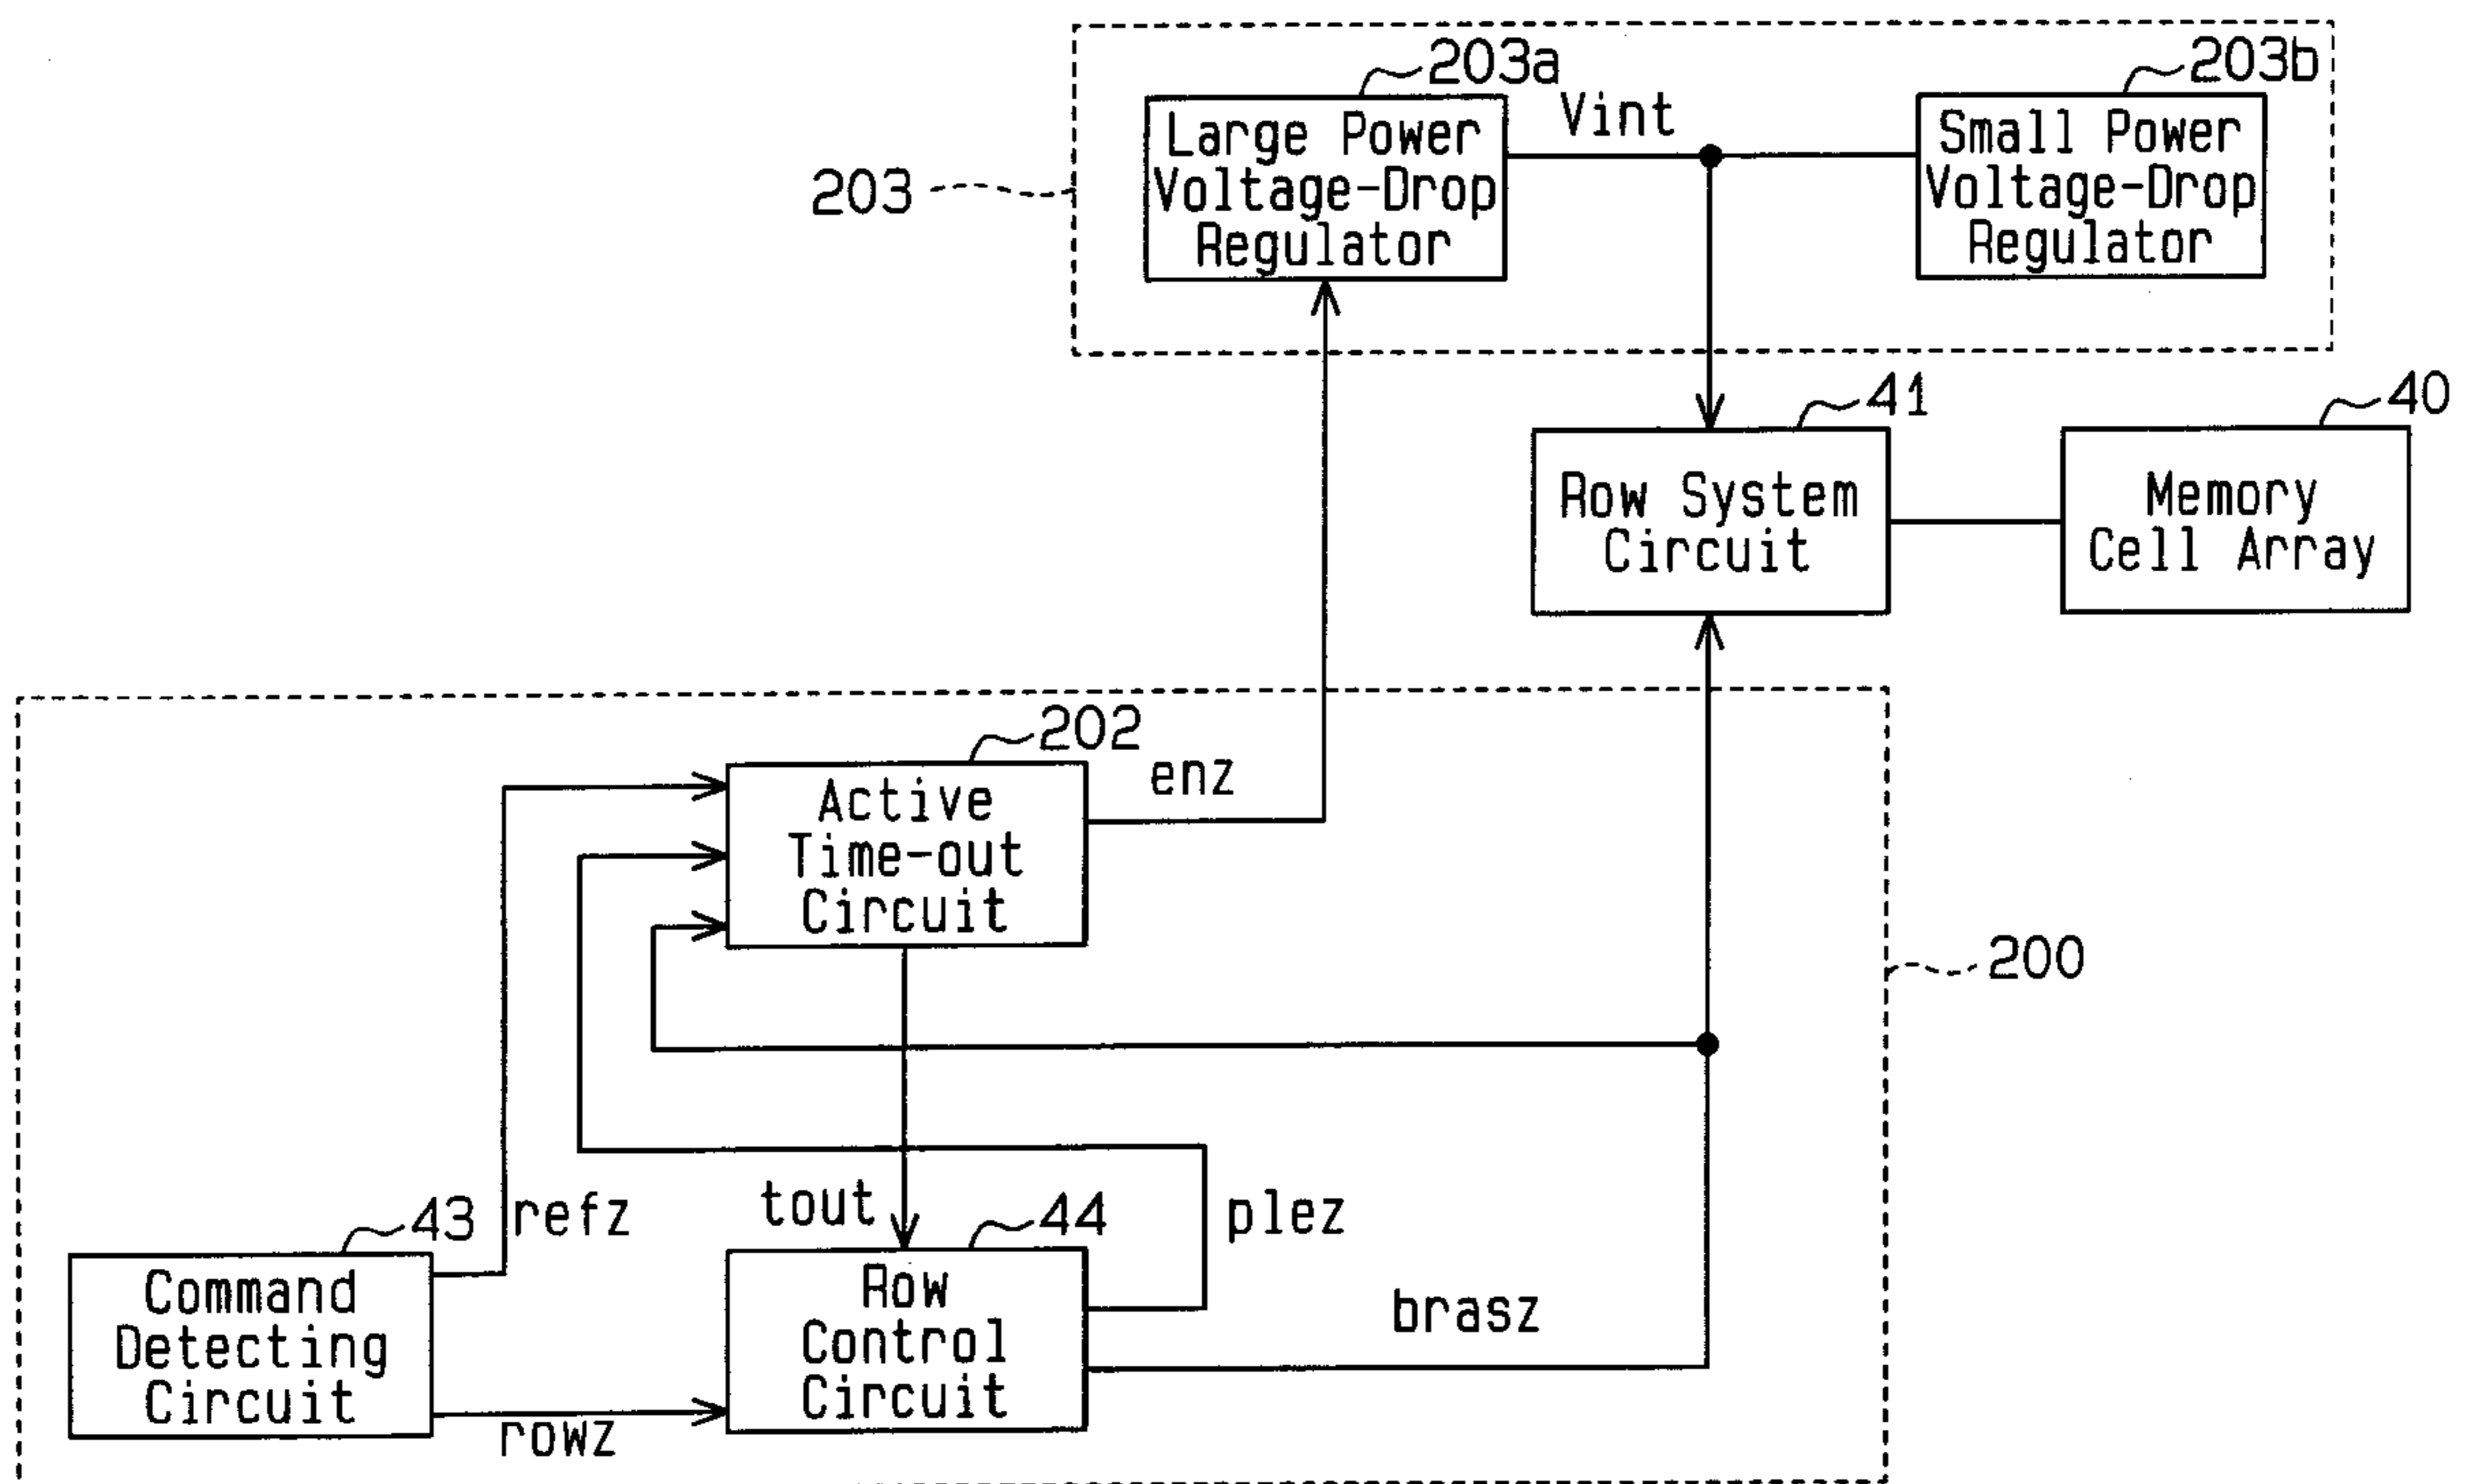 203a
203b
Large Power
Voltage-Drop
Regulator
Vint
Small Power
Voltage-Drop
Regulator
203
41
40
Row System
Circuit
Memory
Cell Array
202
enz
Active
Time-out
Circuit
200
43
refz
tout
44
plez
Command
Detecting
Circuit
Row
Control
Circuit
brasz
rowz